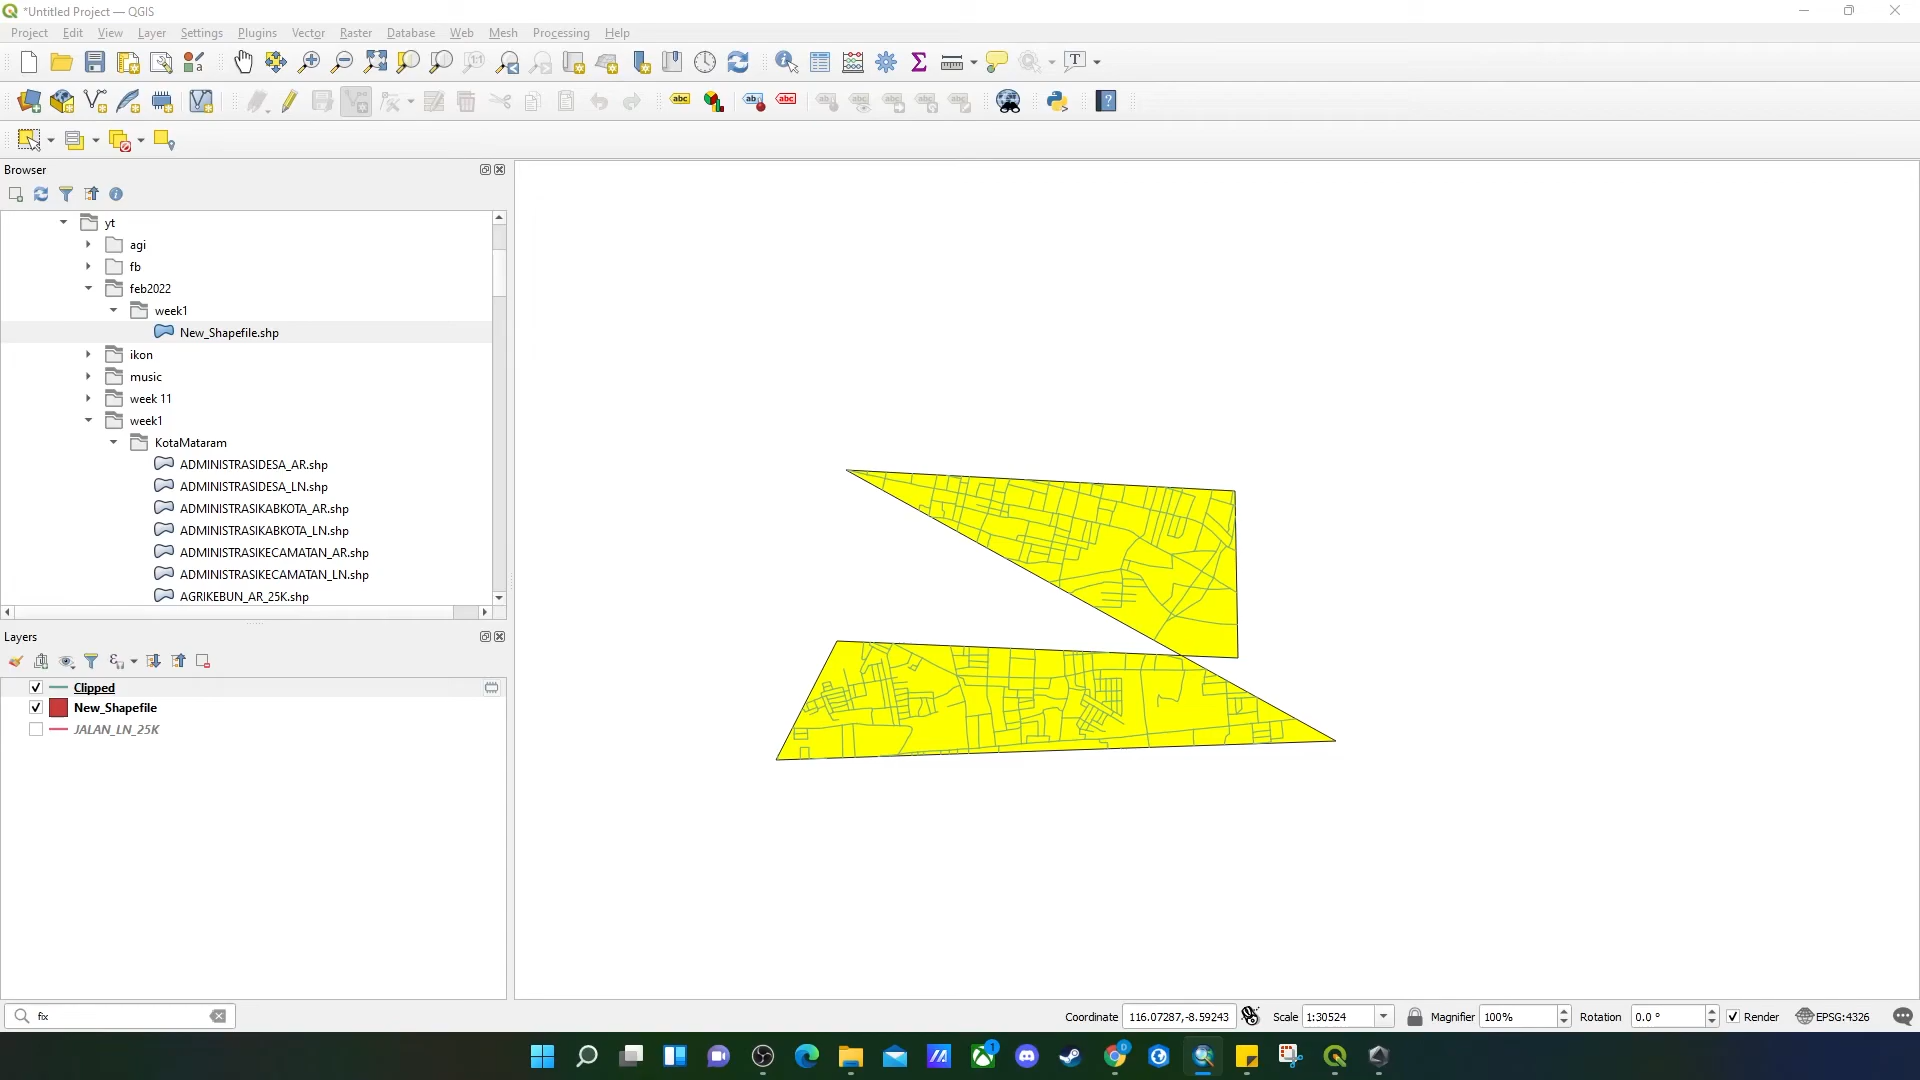 *Untitled Project — QGIS
Project Edit View Layer Settings Plugins Vector Raster Database Web Mesh Processing Help
Browser
yt
agi
fb
feb2022
week1
New_Shapefile.shp
ikon
music
week 11
week1
KotaMataram
ADMINISTRASIDESA_AR.shp
ADMINISTRASIDESA_LN.shp
ADMINISTRASIKABKOTA_AR.shp
ADMINISTRASIKABKOTA_LN.shp
ADMINISTRASIKECAMATAN_AR.shp
ADMINISTRASIKECAMATAN_LN.shp
AGRIKEBUN_AR_25K.shp
Layers
Clipped
New_Shapefile
JALAN_LN_25K
fix
Coordinate 116.07287,-8.59243 Scale 1:30524 Magnifier 100% Rotation 0.0 ° Render EPSG:4326